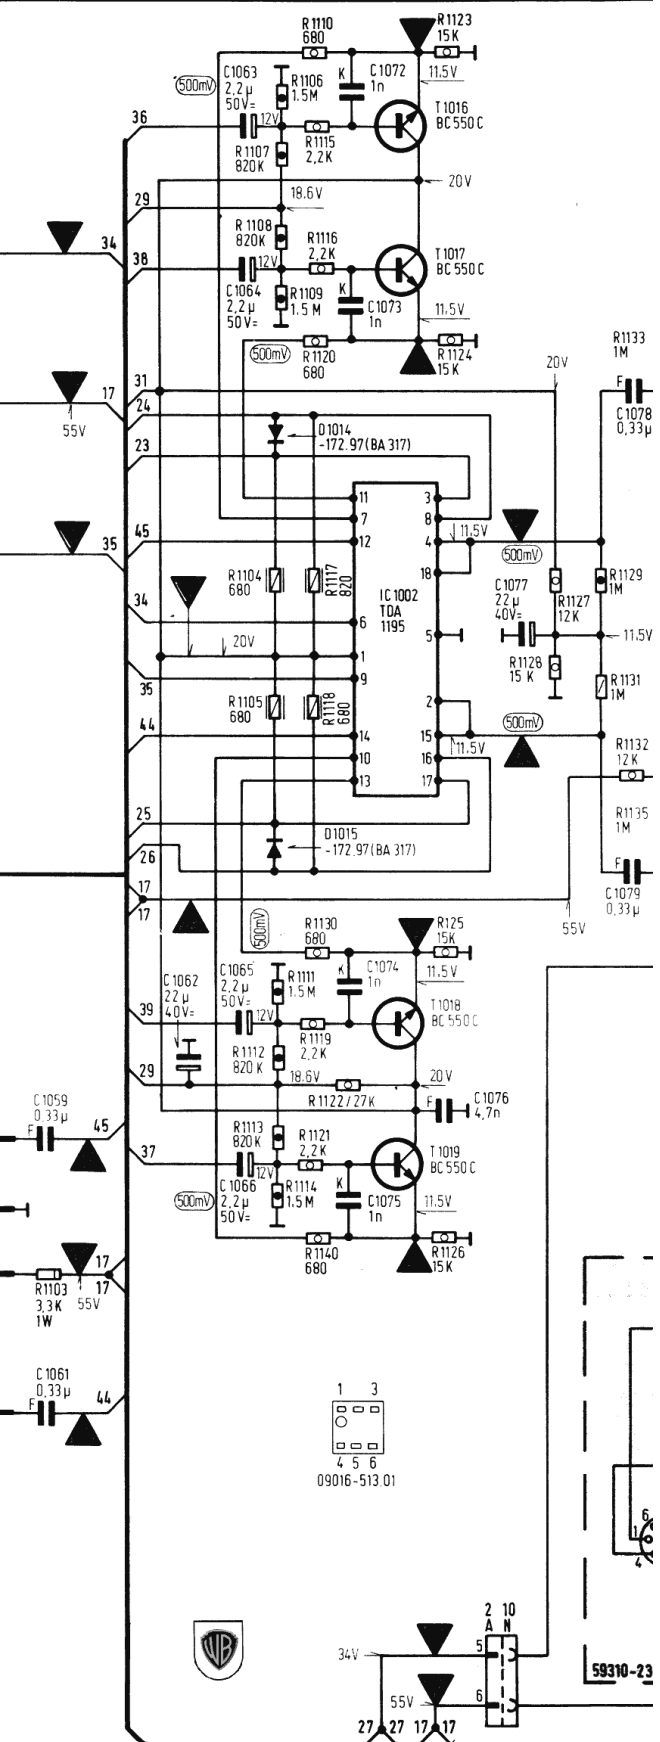 R1110
680
R1123
15K
C1063
2,2µ
50V=
500mV
R1106
1.5M
K
C1072
1n
11.5V
T1016
BC550C
36
12V
R1107
820K
R1115
2,2K
20V
18.6V
29
34
38
R1108
820K
12V
R1116
2,2K
T1017
BC550C
C1064
2,2µ
50V=
R1109
1.5M
K
C1073
1n
11.5V
500mV
R1120
680
R1124
15K
R1133
1M
20V
31
17
24
55V
F
C1078
0,33µ
D1014
-172.97(BA317)
23
11
3
7
8
45
12
4
11.5V
500mV
35
18
R1104
680
R1117
820
IC1002
TDA
1195
C1077
22µ
40V=
R1127
12K
R1129
1M
34
6
5
11.5V
20V
1
R1128
15K
35
9
R1131
1M
R1105
680
R1118
680
2
500mV
44
14
15
11.5V
10
16
R1132
12K
13
17
25
R1135
1M
D1015
-172.97(BA317)
26
F
17
17
C1079
0,33µ
55V
500mV
R1130
680
R125
15K
C1062
22µ
40V=
C1065
2,2µ
50V=
R1111
1.5M
K
C1074
1n
11.5V
T1018
BC550C
39
12V
R1112
820K
R1119
2,2K
29
18.6V
20V
R1122/27K
F
C1076
4,7n
C1059
0,33µ
F
45
R1113
820K
R1121
2,2K
T1019
BC550C
37
12V
C1066
2,2µ
50V=
R1114
1.5M
K
C1075
1n
11.5V
500mV
R1140
680
R1126
15K
17
17
R1103
3,3K
1W
55V
C1061
0,33µ
F
44
1 3
4 5 6
09016-513.01
6
1
4
2 10
A N
WB
34V
5
59310-23
55V
6
27 27 17 17